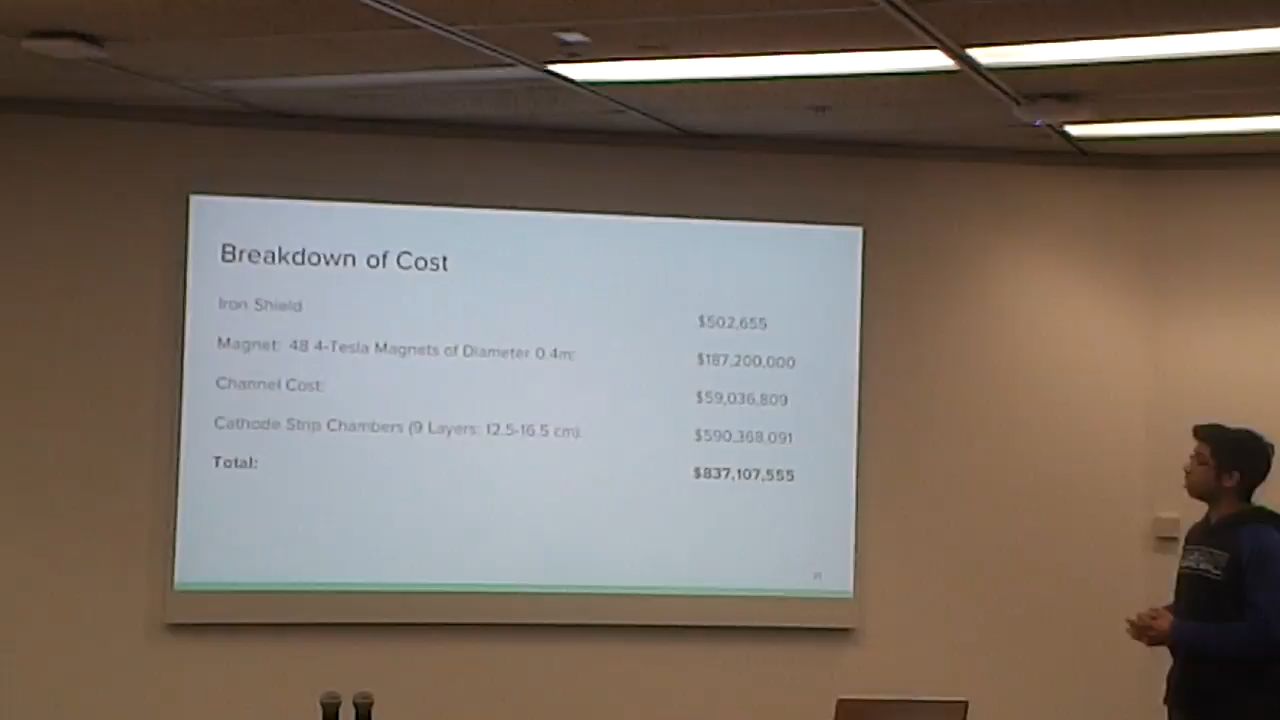 Breakdown of Cost
Iron Shield $502,655
Magnet: 48 4-Tesla Magnets of Diameter 0.4m: $187,200,000
Channel Cost: $59,036,809
Cathode Strip Chambers (9 Layers: 12.5-16.5 cm): $590,368,091
Total: $837,107,555